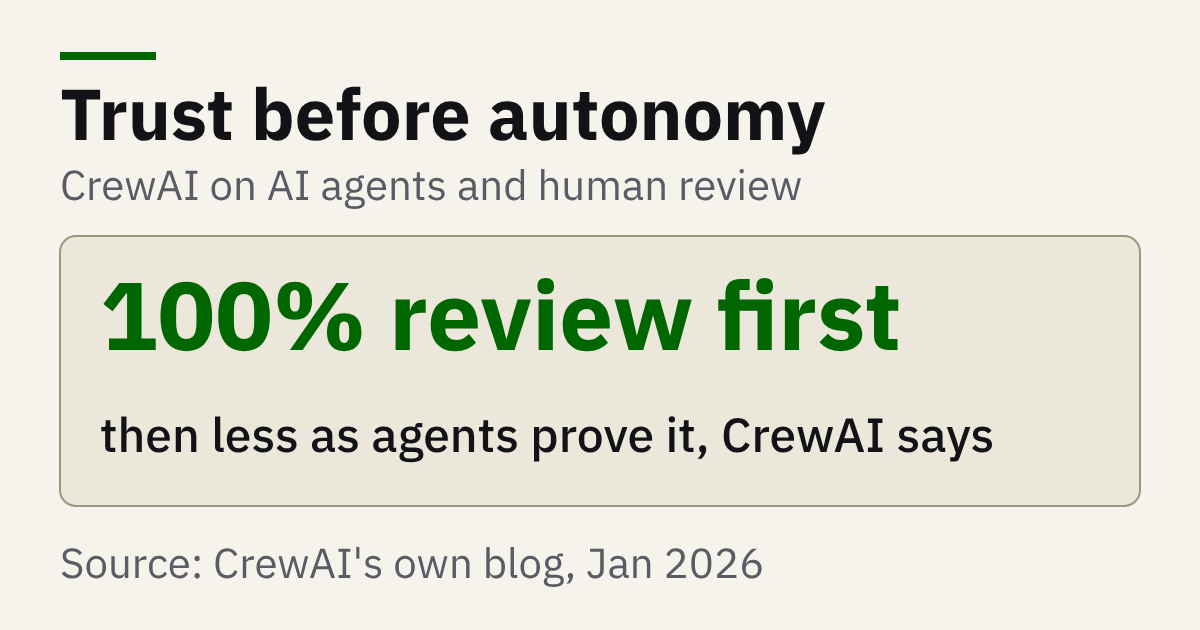 Trust before autonomy
CrewAI on AI agents and human review
100% review first
then less as agents prove it, CrewAI says
Source: CrewAI's own blog, Jan 2026